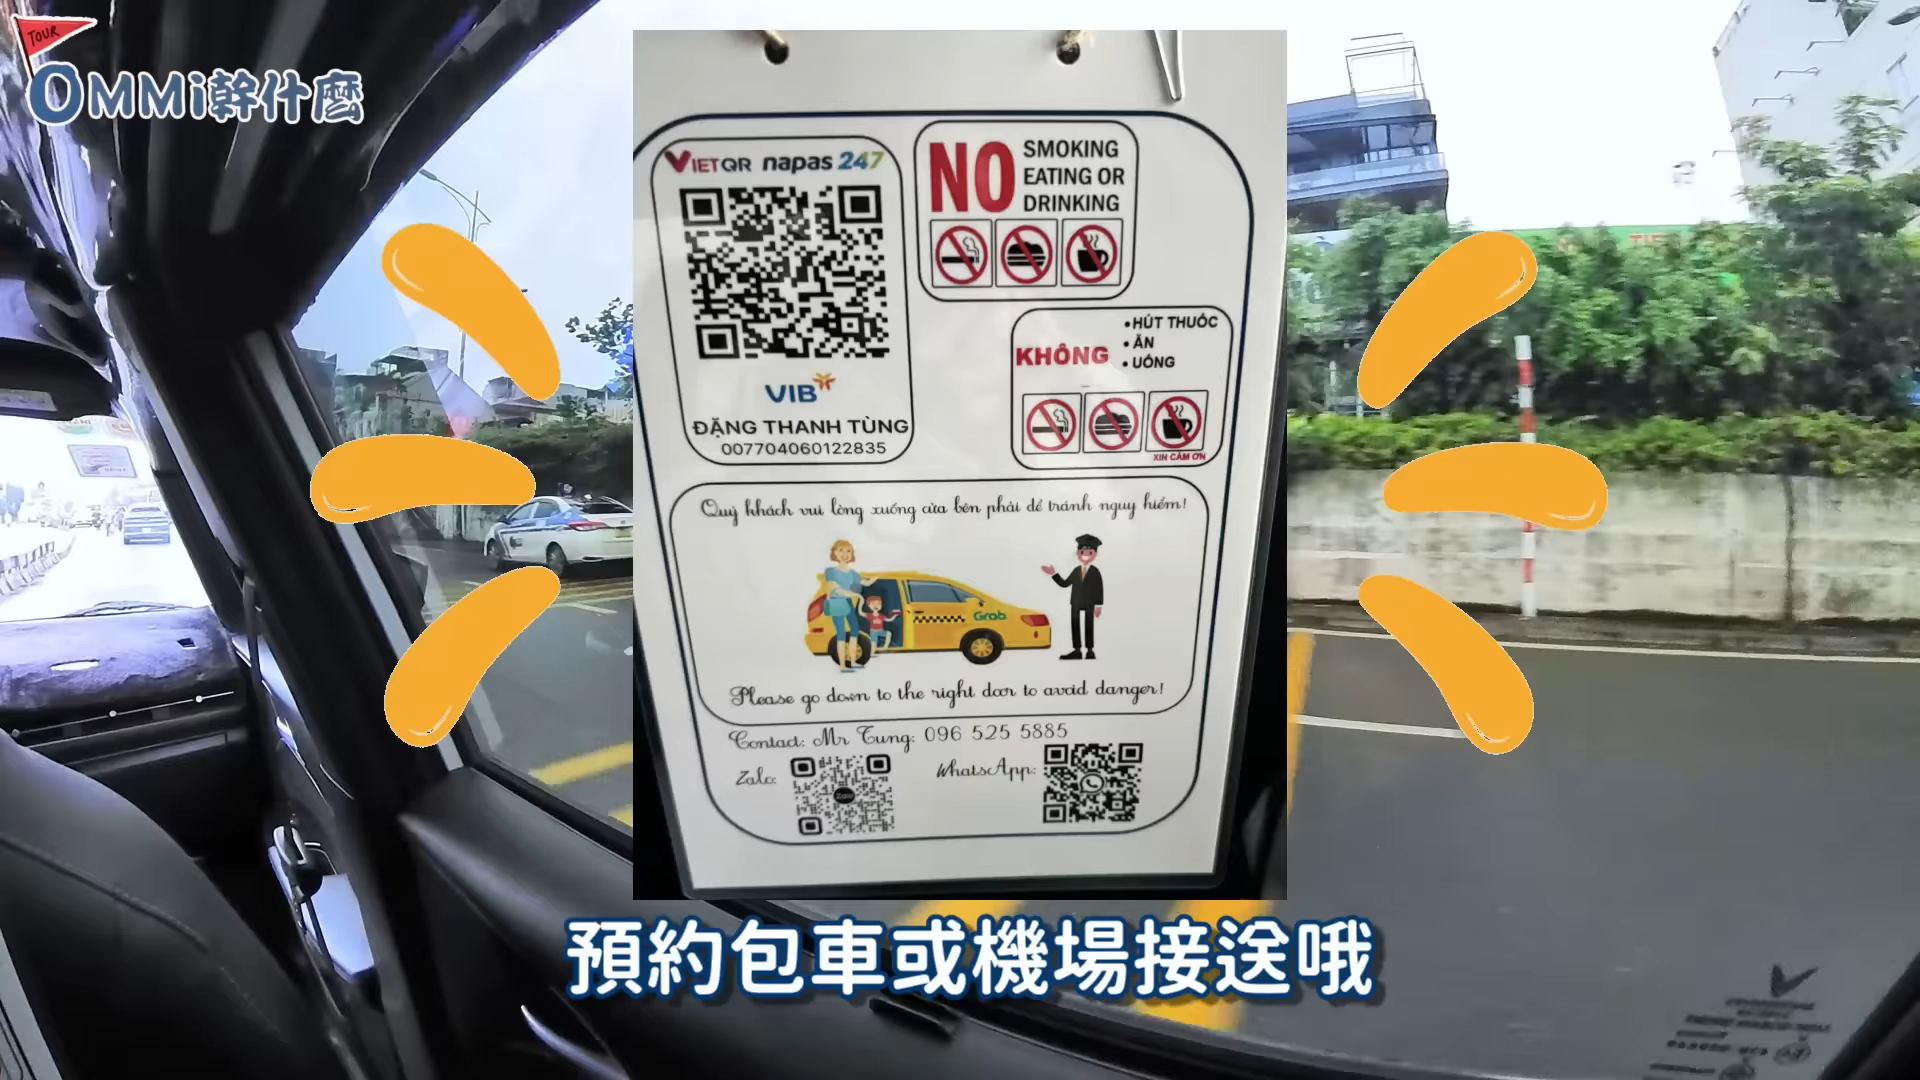 TOUR
OMMi幹什麼
VIETQR napas 247
VIB
ĐẶNG THANH TÙNG
007704060122835
NO SMOKING
EATING OR
DRINKING
KHÔNG
•HÚT THUỐC
•ĂN
•UỐNG
XIN CẢM ƠN
Quý khách vui lòng xuống cửa bên phải để tránh nguy hiểm!
Grab
Please go down to the right door to avoid danger!
Contact: Mr Tung: 096 525 5885
Zalo:
WhatsApp:
預約包車或機場接送哦